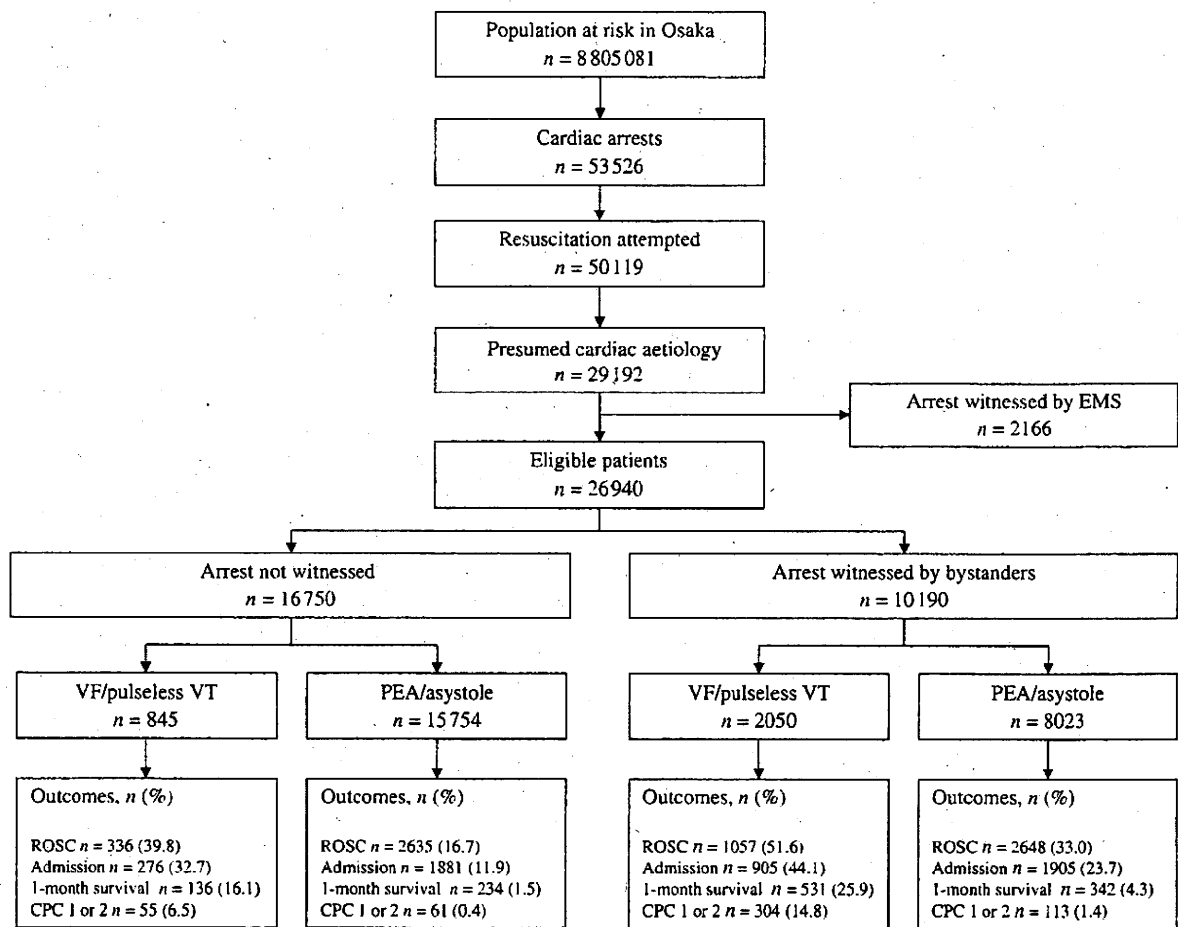 Population at risk in Osaka
n = 8 805 081
Cardiac arrests
n = 53 526
Resuscitation attempted
n = 50 119
Presumed cardiac aetiology
n = 29 192
Arrest witnessed by EMS
n = 2166
Eligible patients
n = 26 940
Arrest not witnessed
n = 16 750
Arrest witnessed by bystanders
n = 10 190
VF/pulseless VT
n = 845
PEA/asystole
n = 15 754
VF/pulseless VT
n = 2050
PEA/asystole
n = 8023
Outcomes, n (%)
ROSC n = 336 (39.8)
Admission n = 276 (32.7)
1-month survival n = 136 (16.1)
CPC 1 or 2 n = 55 (6.5)
Outcomes, n (%)
ROSC n = 2635 (16.7)
Admission n = 1881 (11.9)
1-month survival n = 234 (1.5)
CPC 1 or 2 n = 61 (0.4)
Outcomes, n (%)
ROSC n = 1057 (51.6)
Admission n = 905 (44.1)
1-month survival n = 531 (25.9)
CPC 1 or 2 n = 304 (14.8)
Outcomes, n (%)
ROSC n = 2648 (33.0)
Admission n = 1905 (23.7)
1-month survival n = 342 (4.3)
CPC 1 or 2 n = 113 (1.4)